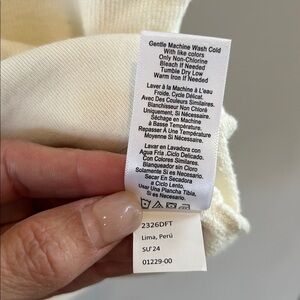 Gentle Machine Wash Cold
With like colors
Only Non-Chlorine
Bleach If Needed
Tumble Dry Low
Warm Iron If Needed
Laver à la Machine à L'eau
Froide, Cycle Délicat.
Avec Des Couleurs Similaires.
Blanchisseur Non Chloré
Uniquement Si Nécessaire.
Séchage en Machine
à Basse Température.
Repasser À Une Température
Moyenne Si Nécessaire.
Lavar en Lavadora con
Agua Fría .Ciclo Delicado.
Con Colores Similares.
Blanqueador sin Cloro
Solamente Si es Necesario.
Secar En Secadora
a Ciclo Lento.
Usar Una Plancha Tibia,
Si es Necesario.
2326DFT
Lima, Perú
SU' 24
01229-00